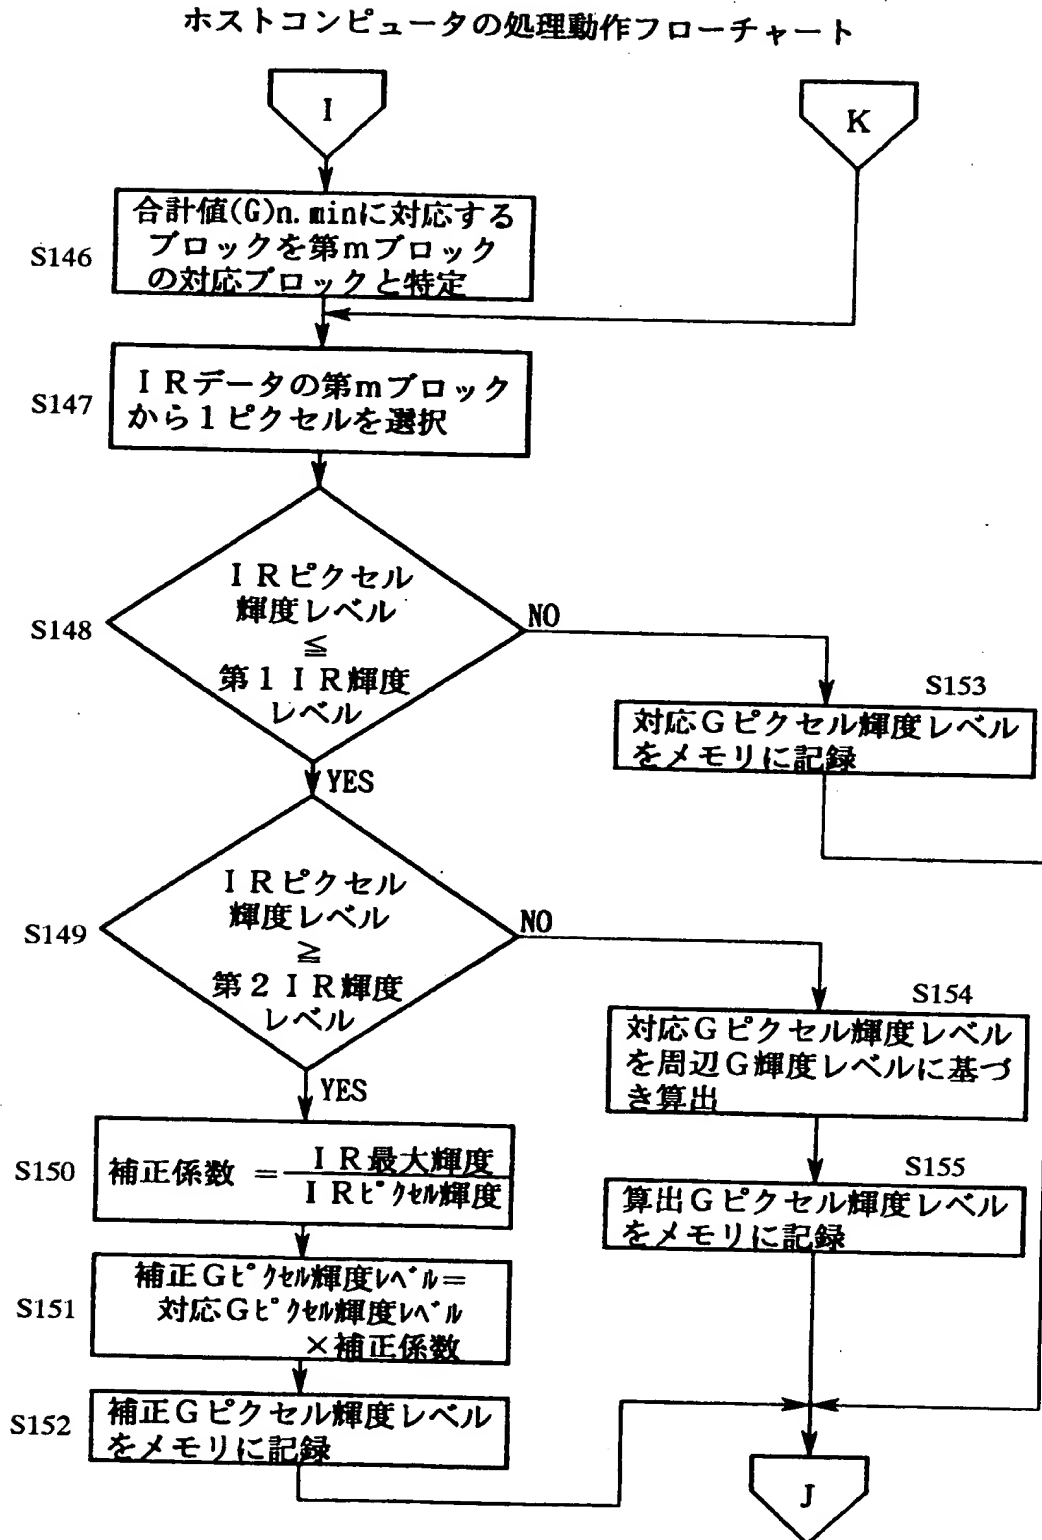 ホストコンピュータの処理動作フローチャート
I
K
S146
合計値(G)n.minに対応する
ブロックを第mブロック
の対応ブロックと特定
S147
IRデータの第mブロック
から1ピクセルを選択
S148
IRピクセル
輝度レベル
≦
第1IR輝度
レベル
NO
YES
S153
対応Gピクセル輝度レベル
をメモリに記録
S149
IRピクセル
輝度レベル
≧
第2IR輝度
レベル
NO
YES
S154
対応Gピクセル輝度レベル
を周辺G輝度レベルに基づ
き算出
S150
補正係数 =
IR最大輝度
IRピクセル輝度
S155
算出Gピクセル輝度レベル
をメモリに記録
S151
補正Gピクセル輝度レベル=
対応Gピクセル輝度レベル
×補正係数
S152
補正Gピクセル輝度レベル
をメモリに記録
J